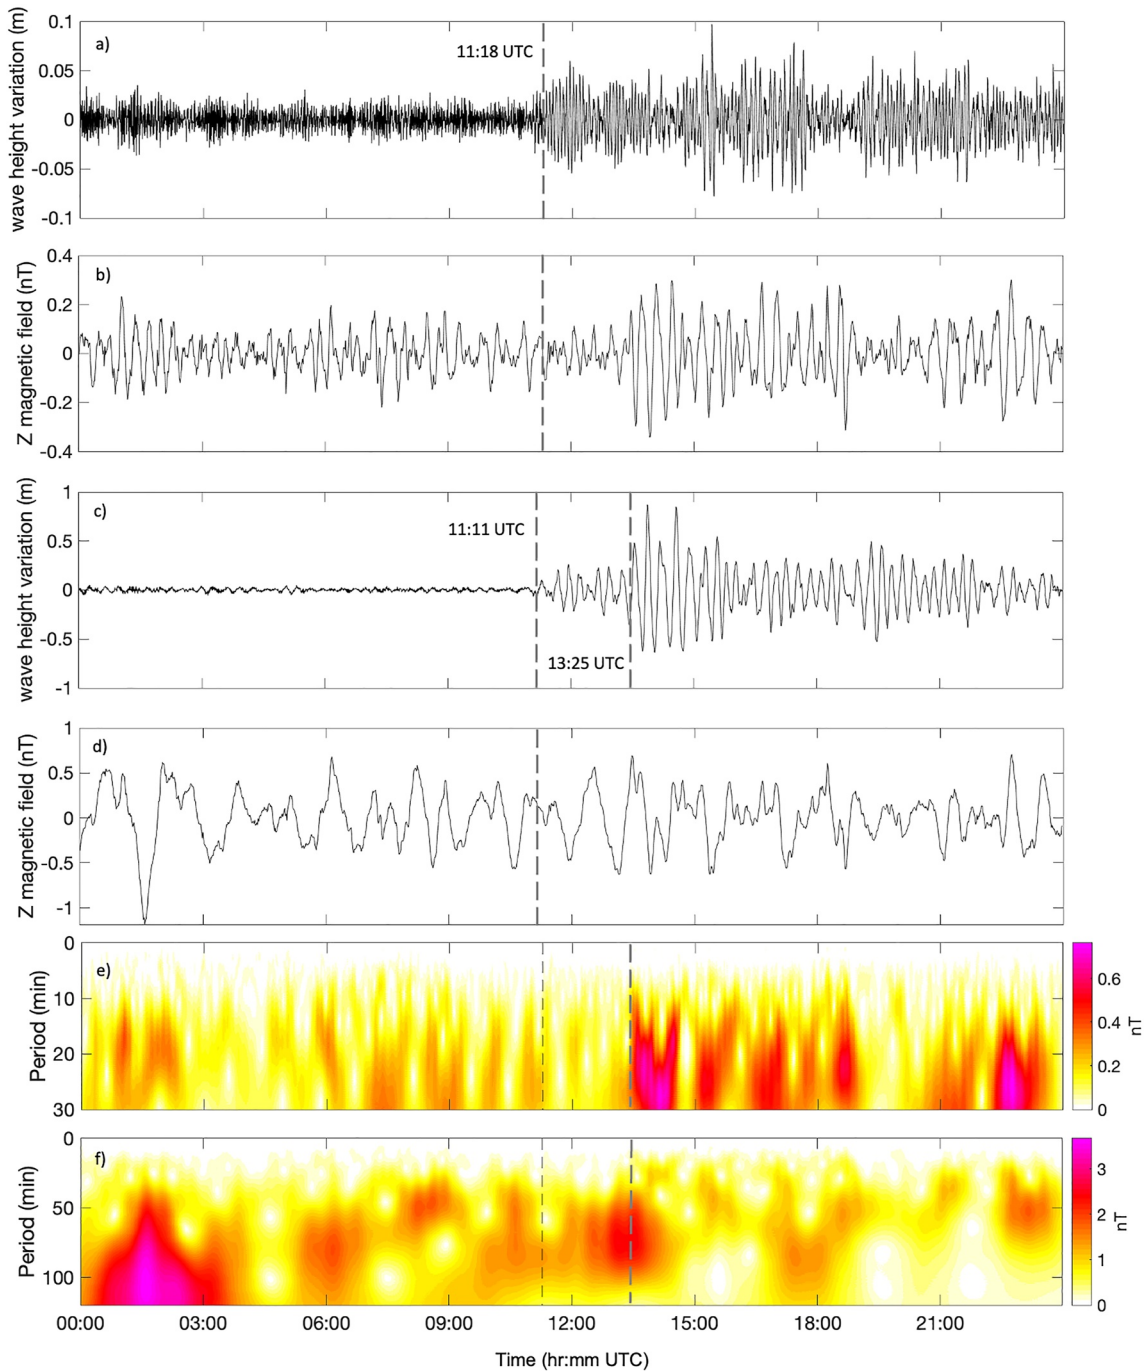 a)
11:18 UTC
wave height variation (m)
0.1
0.05
0
-0.05
-0.1
b)
Z magnetic field (nT)
0.4
0.2
0
-0.2
-0.4
c)
11:11 UTC
13:25 UTC
wave height variation (m)
1
0.5
0
-0.5
-1
d)
Z magnetic field (nT)
1
0.5
0
-0.5
-1
e)
Period (min)
0
10
20
30
0.6
0.4
0.2
0
nT
f)
Period (min)
0
50
100
3
2
1
0
nT
00:00 03:00 06:00 09:00 12:00 15:00 18:00 21:00
Time (hr:mm UTC)